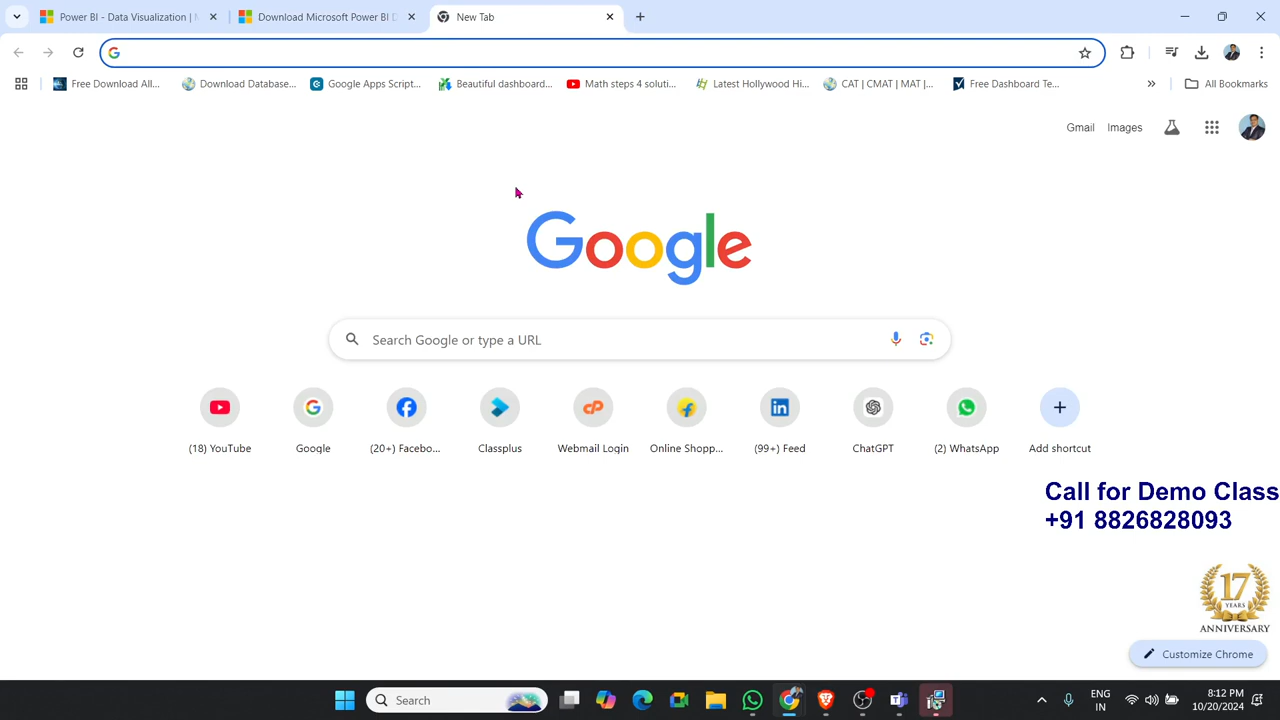 Power BI - Data Visualization | M
Download Microsoft Power BI D
New Tab
Free Download All...
Download Database...
Google Apps Script...
Beautiful dashboard...
Math steps 4 soluti...
Latest Hollywood Hi...
CAT | CMAT | MAT |...
Free Dashboard Te...
»
All Bookmarks
Gmail
Images
Google
Search Google or type a URL
(18) YouTube
Google
(20+) Facebo...
Classplus
Webmail Login
Online Shopp...
(99+) Feed
ChatGPT
(2) WhatsApp
Add shortcut
Call for Demo Class
+91 8826828093
17
YEARS
ANNIVERSARY
Customize Chrome
Search
ENG
IN
8:12 PM
10/20/2024